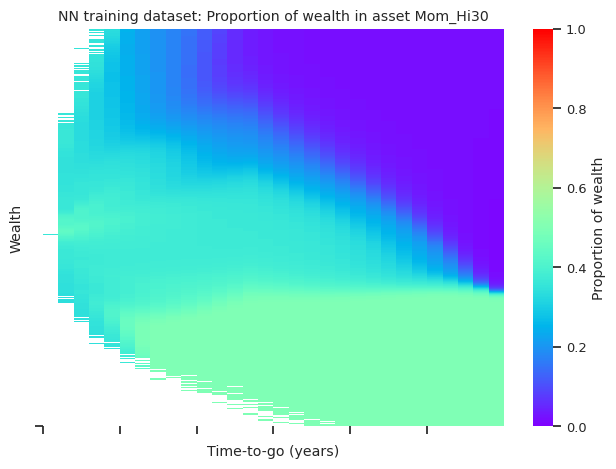 NN training dataset: Proportion of wealth in asset Mom_Hi30
Wealth
Time-to-go (years)
1.0
0.8
0.6
0.4
0.2
0.0
Proportion of wealth